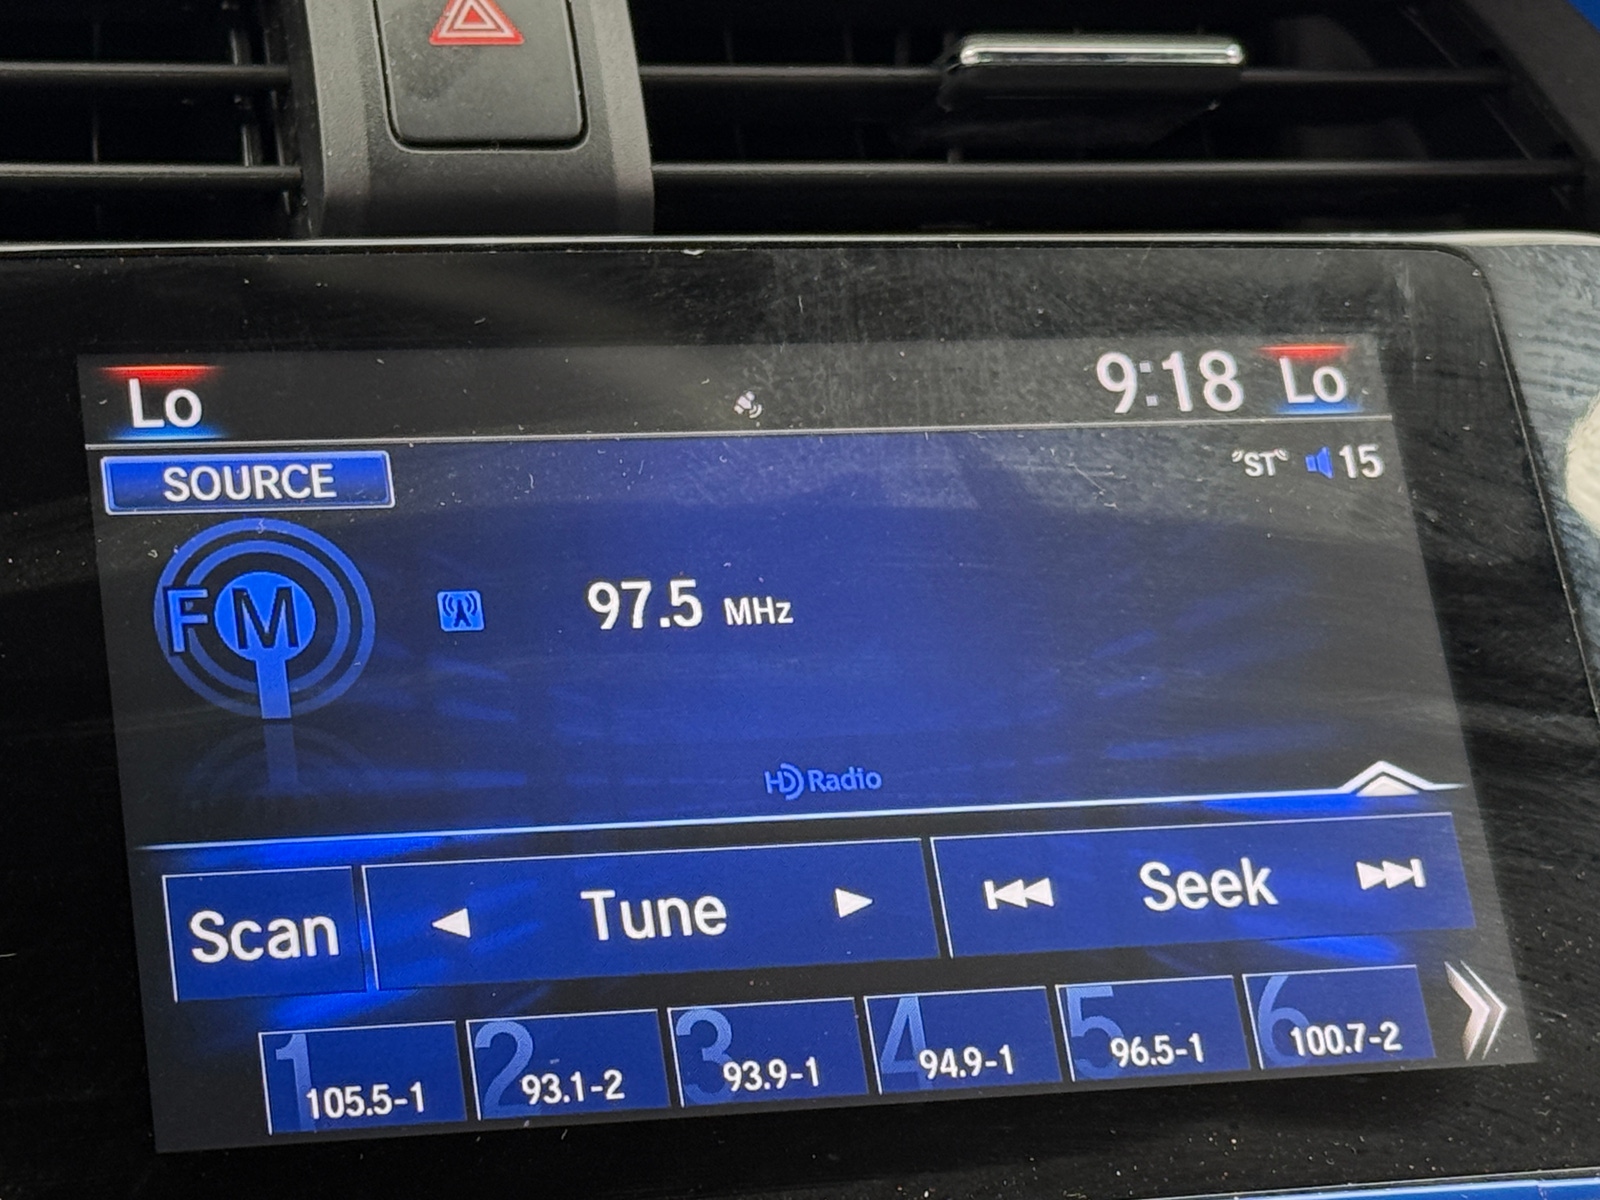 Lo 9:18 Lo
SOURCE "ST" 15
FM 97.5 MHz
HD Radio
Scan Tune Seek
1 105.5-1 2 93.1-2 3 93.9-1 4 94.9-1 5 96.5-1 6 100.7-2